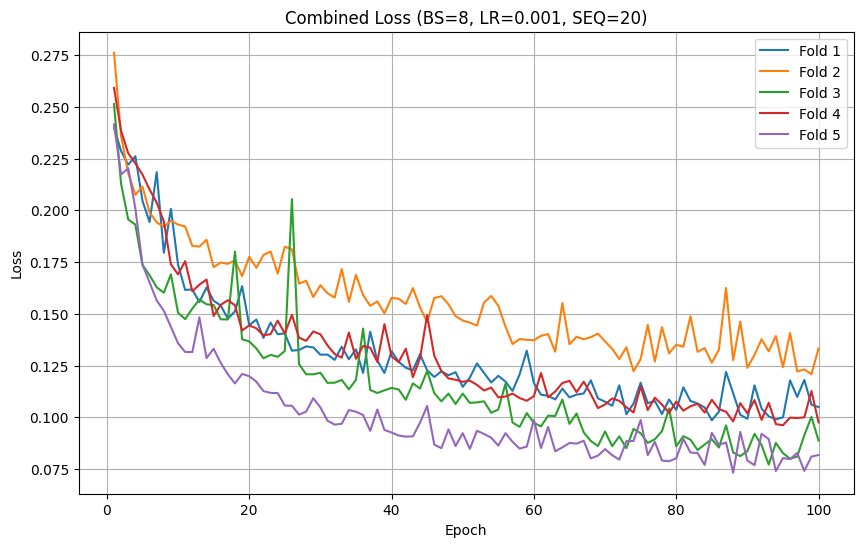 Combined Loss (BS=8, LR=0.001, SEQ=20)
0.275
0.250
0.225
0.200
0.175
0.150
0.125
0.100
0.075
Loss
Fold 1
Fold 2
Fold 3
Fold 4
Fold 5
0 20 40 60 80 100
Epoch